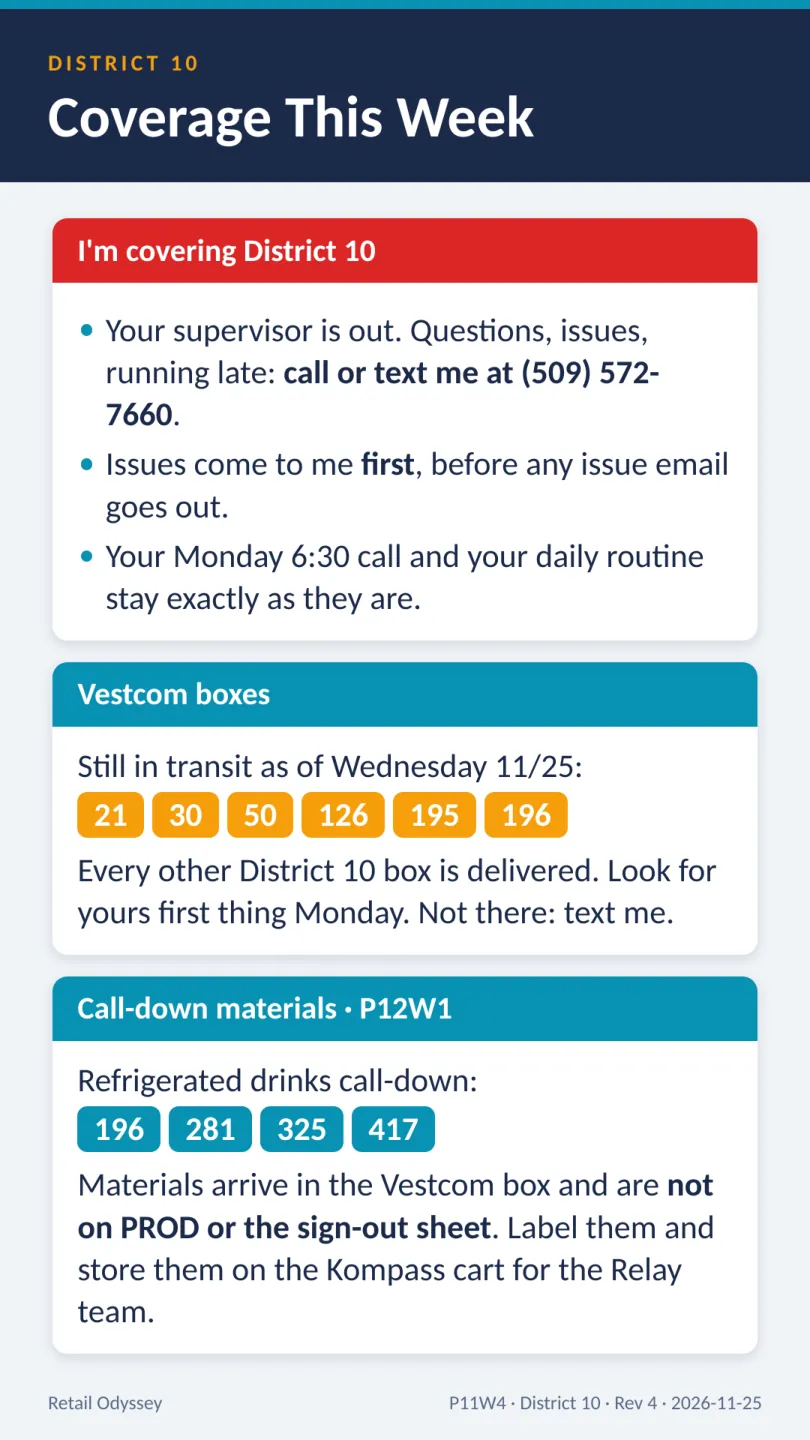 DISTRICT 10
Coverage This Week
I'm covering District 10
• Your supervisor is out. Questions, issues,
running late: call or text me at (509) 572-
7660.
• Issues come to me first, before any issue email
goes out.
• Your Monday 6:30 call and your daily routine
stay exactly as they are.
Vestcom boxes
Still in transit as of Wednesday 11/25:
21 30 50 126 195 196
Every other District 10 box is delivered. Look for
yours first thing Monday. Not there: text me.
Call-down materials · P12W1
Refrigerated drinks call-down:
196 281 325 417
Materials arrive in the Vestcom box and are not
on PROD or the sign-out sheet. Label them and
store them on the Kompass cart for the Relay
team.
Retail Odyssey
P11W4 · District 10 · Rev 4 · 2026-11-25